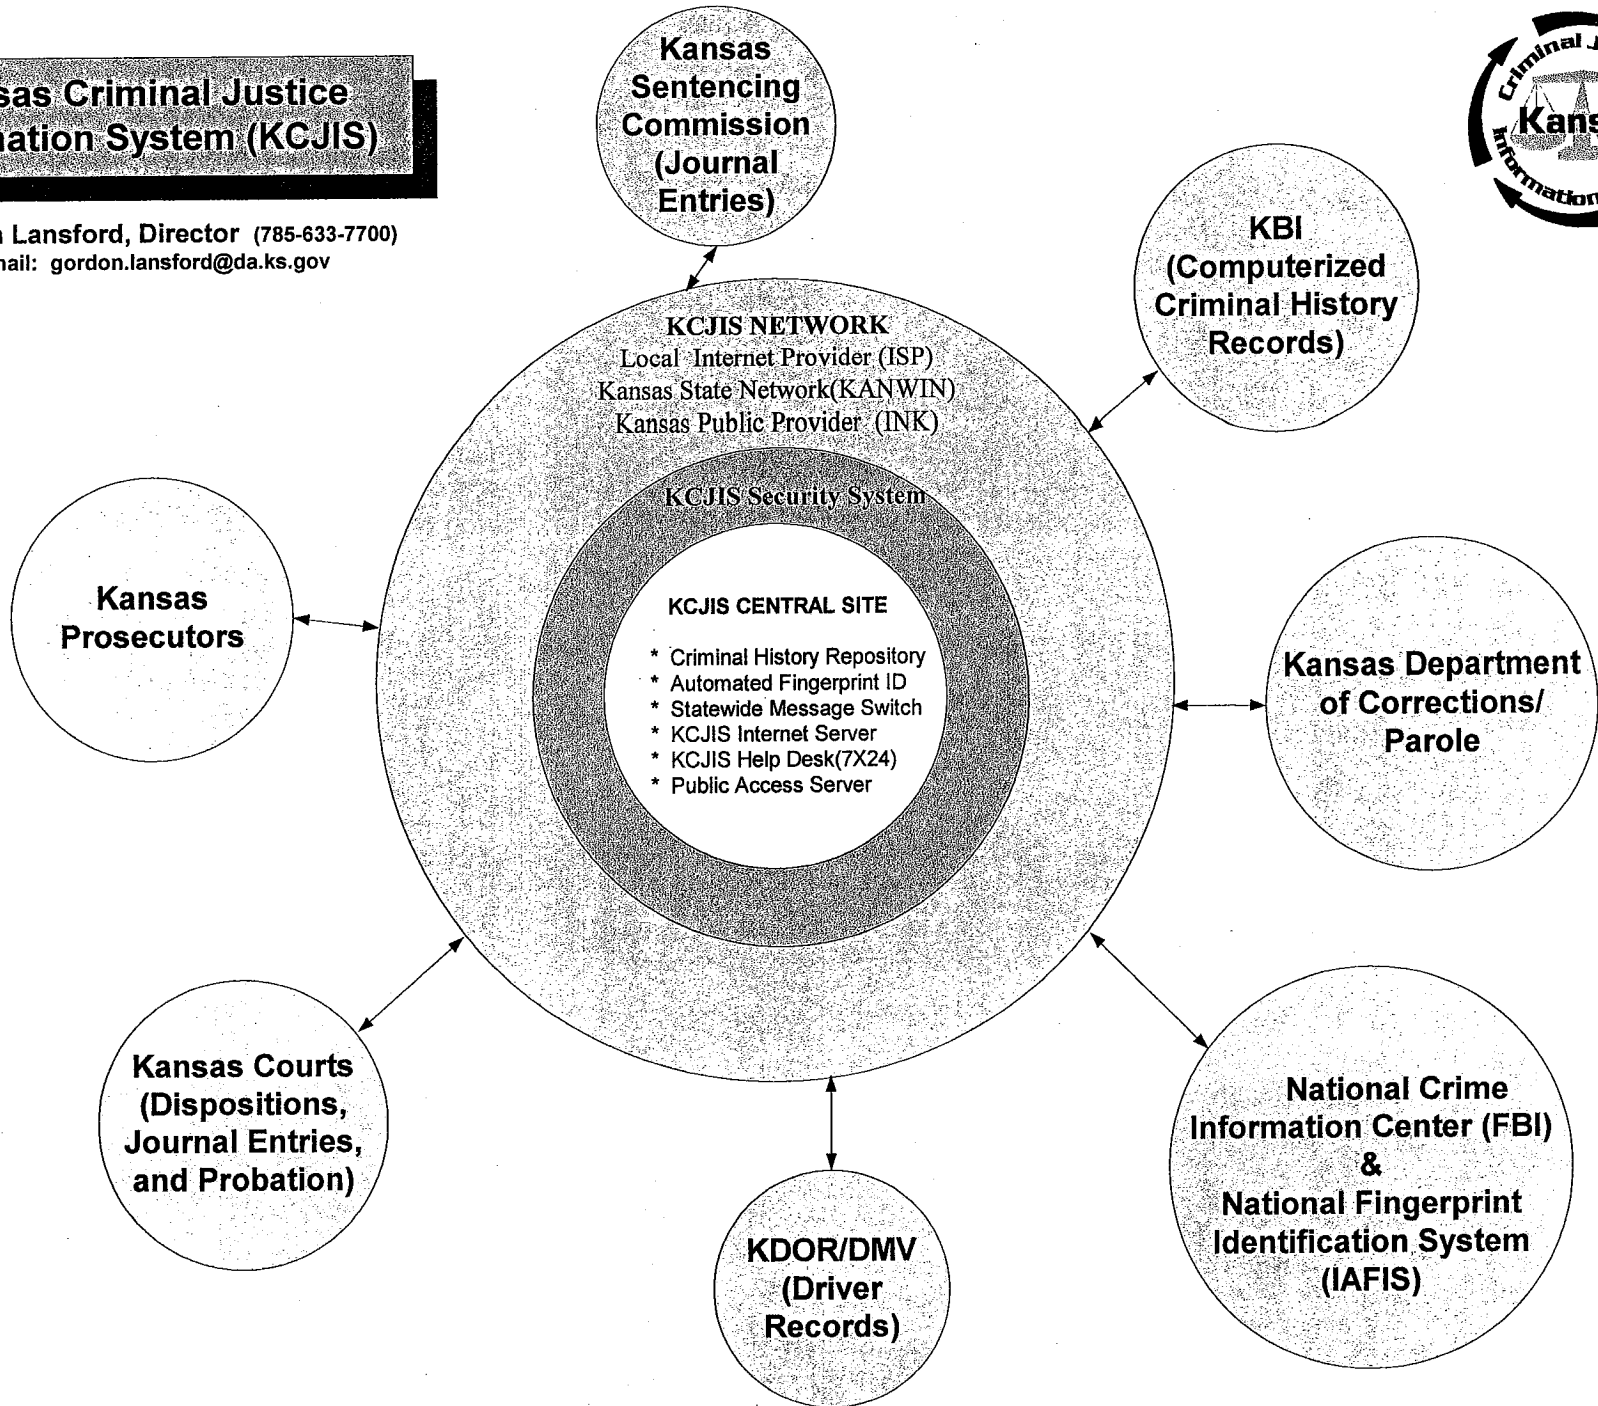 sas Criminal Justice
mation System (KCJIS)
Lansford, Director (785-633-7700)
mail: gordon.lansford@da.ks.gov
Kansas
Sentencing
Commission
(Journal
Entries)
Criminal J
Kans
Information
KBI
(Computerized
Criminal History
Records)
KCJIS NETWORK
Local Internet Provider (ISP)
Kansas State Network(KANWIN)
Kansas Public Provider (INK)
KCJIS Security System
KCJIS CENTRAL SITE
* Criminal History Repository
* Automated Fingerprint ID
* Statewide Message Switch
* KCJIS Internet Server
* KCJIS Help Desk(7X24)
* Public Access Server
Kansas
Prosecutors
Kansas Department
of Corrections/
Parole
Kansas Courts
(Dispositions,
Journal Entries,
and Probation)
KDOR/DMV
(Driver
Records)
National Crime
Information Center (FBI)
&
National Fingerprint
Identification System
(IAFIS)